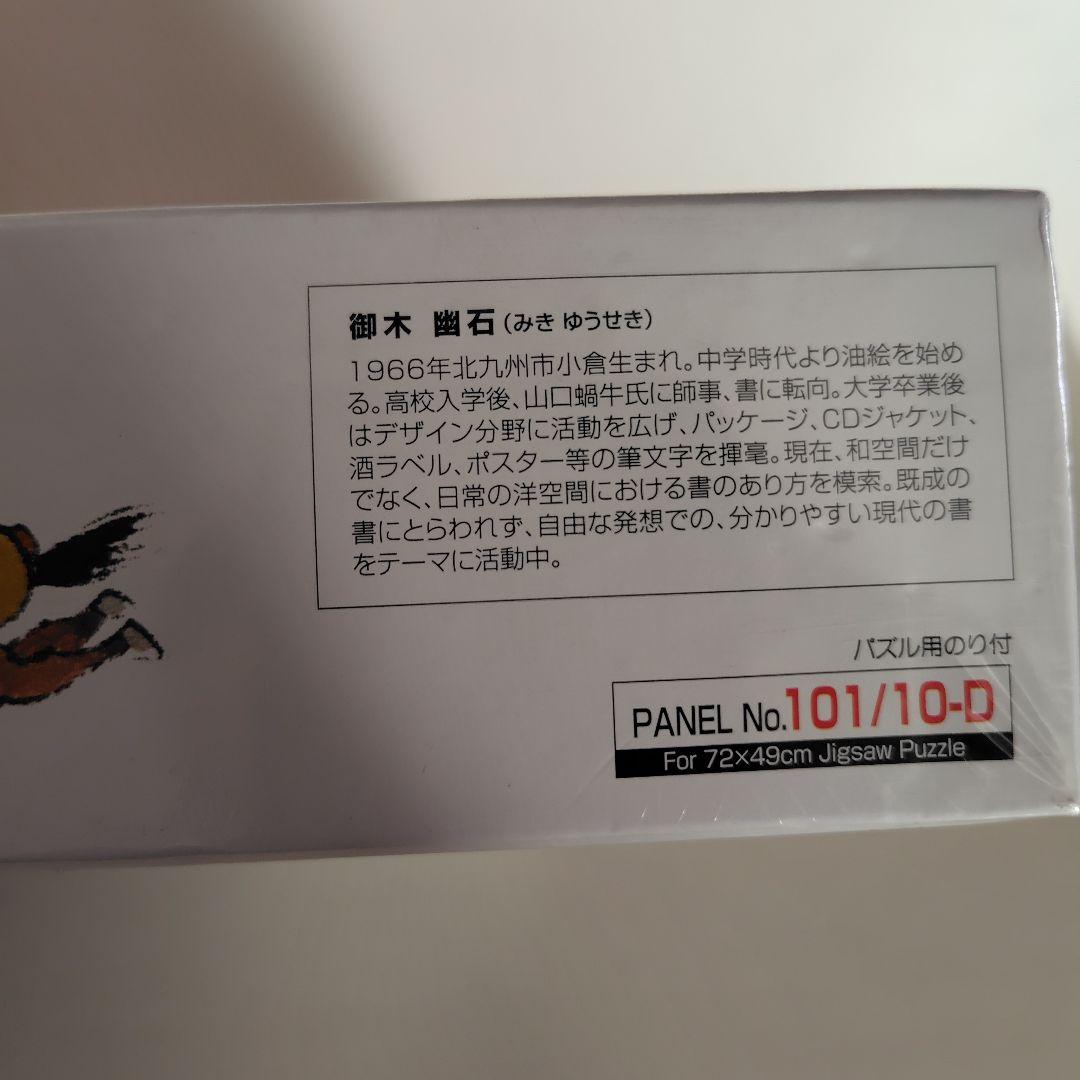 御木 幽石(みき ゆうせき)
1966年北九州市小倉生まれ。中学時代より油絵を始め
る。高校入学後、山口蝸牛氏に師事、書に転向。大学卒業後
はデザイン分野に活動を広げ、パッケージ、CDジャケット、
酒ラベル、ポスター等の筆文字を揮毫。現在、和空間だけ
でなく、日常の洋空間における書のあり方を模索。既成の
書にとらわれず、自由な発想での、分かりやすい現代の書
をテーマに活動中。
パズル用のり付
PANEL No.101/10-D
For 72×49cm Jigsaw Puzzle